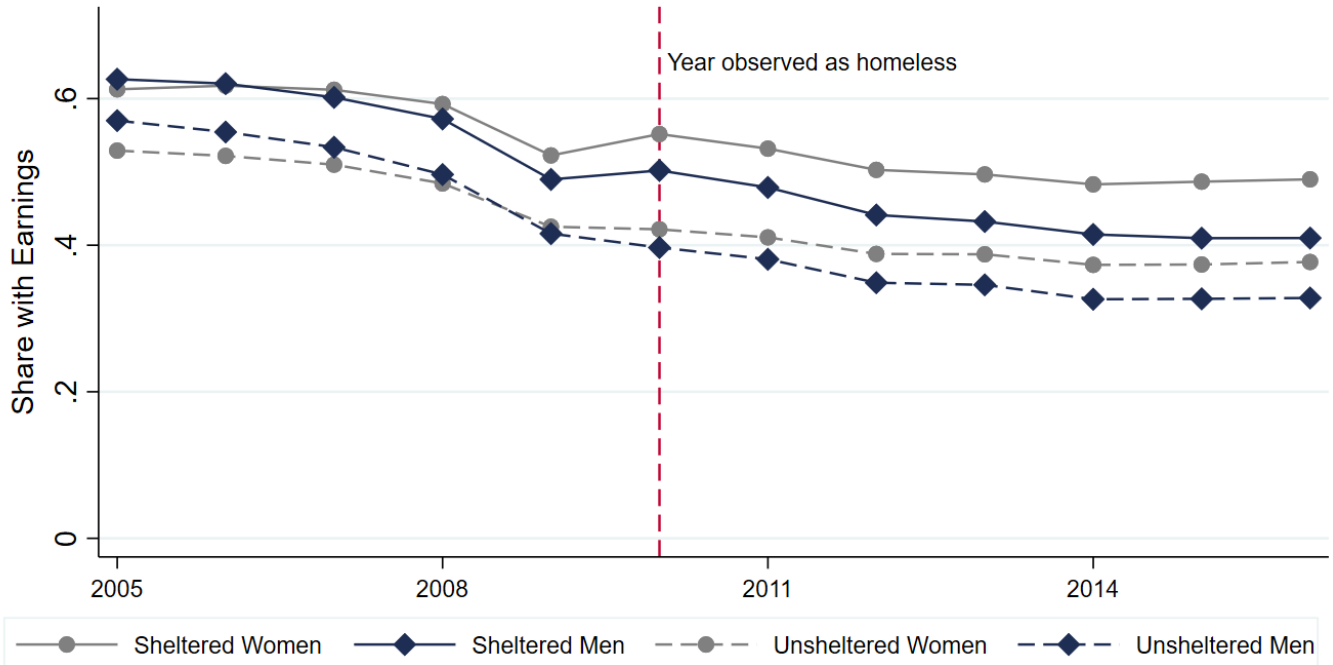 Year observed as homeless
Share with Earnings
.6
.4
.2
0
2005 2008 2011 2014
Sheltered Women Sheltered Men Unsheltered Women Unsheltered Men